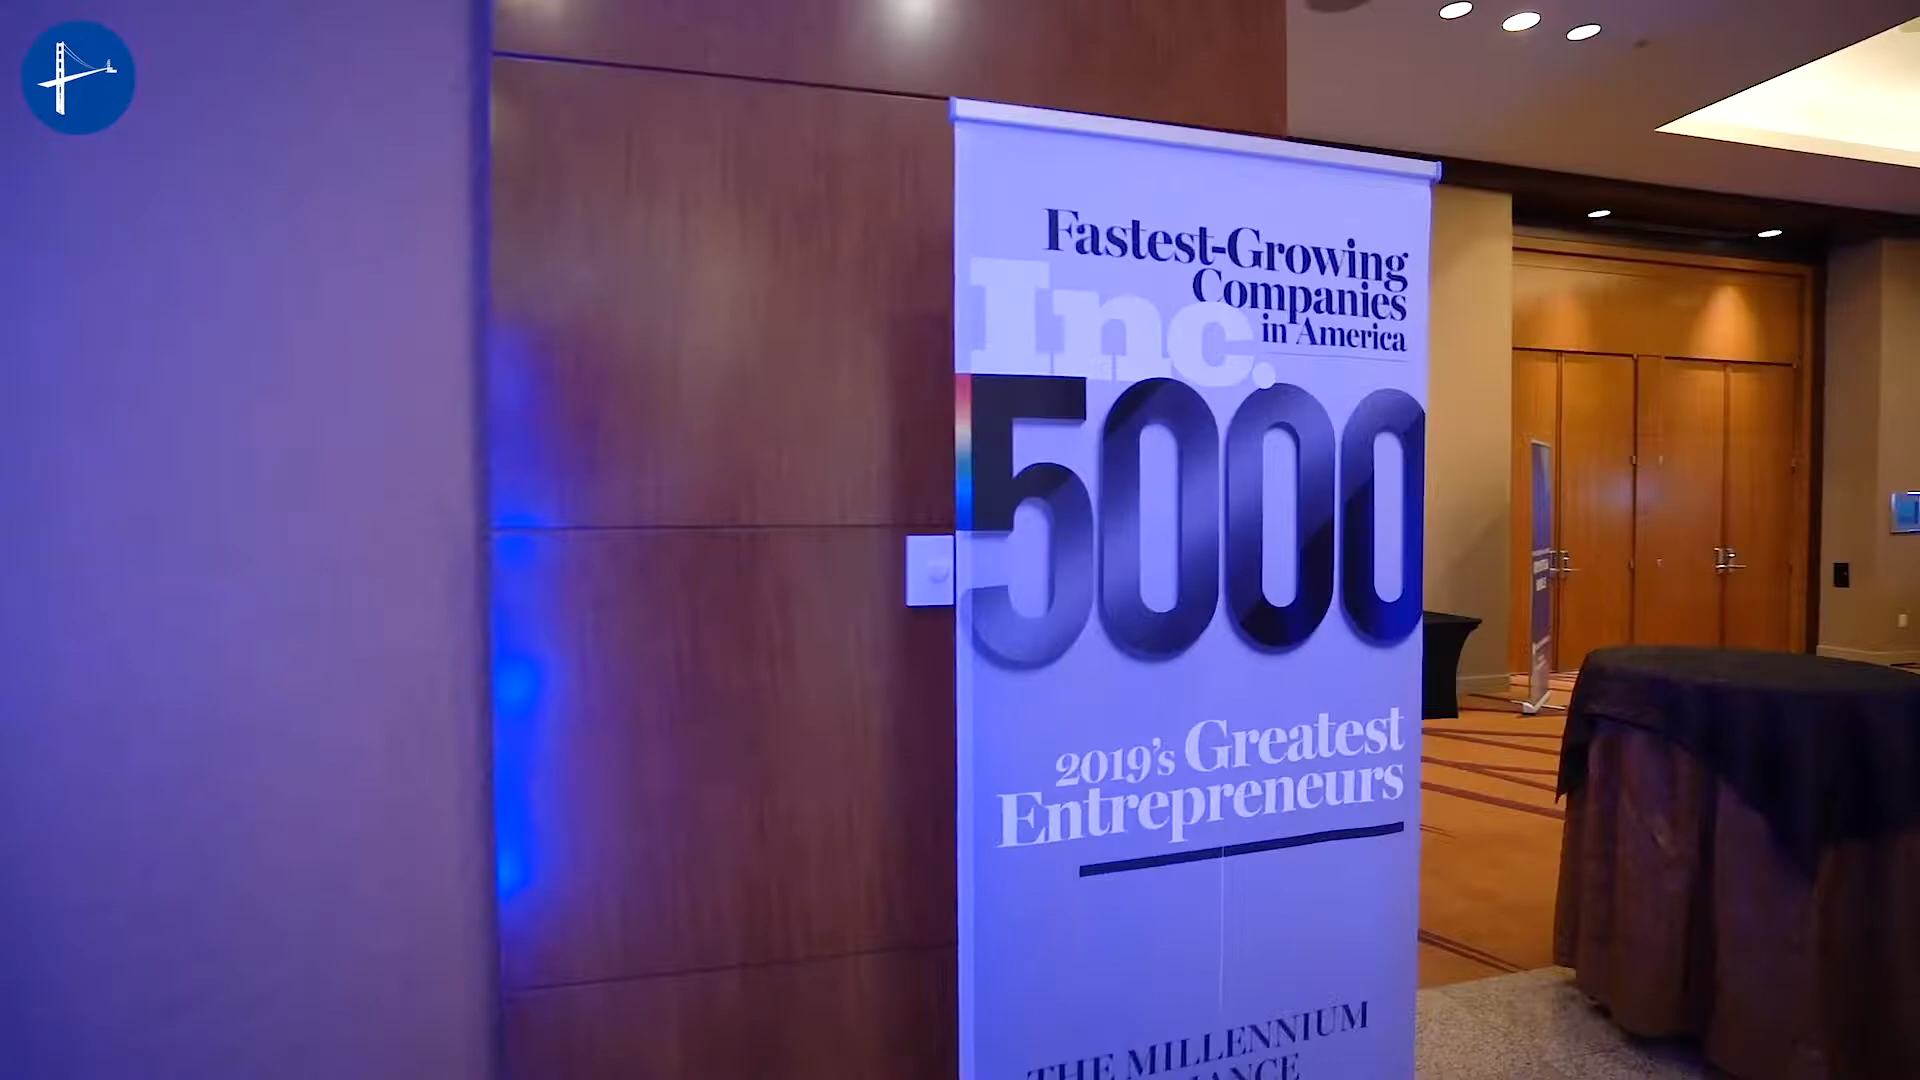 Fastest-Growing
Companies
in America
Inc.
5000
2019's Greatest
Entrepreneurs
THE MILLENNIUM